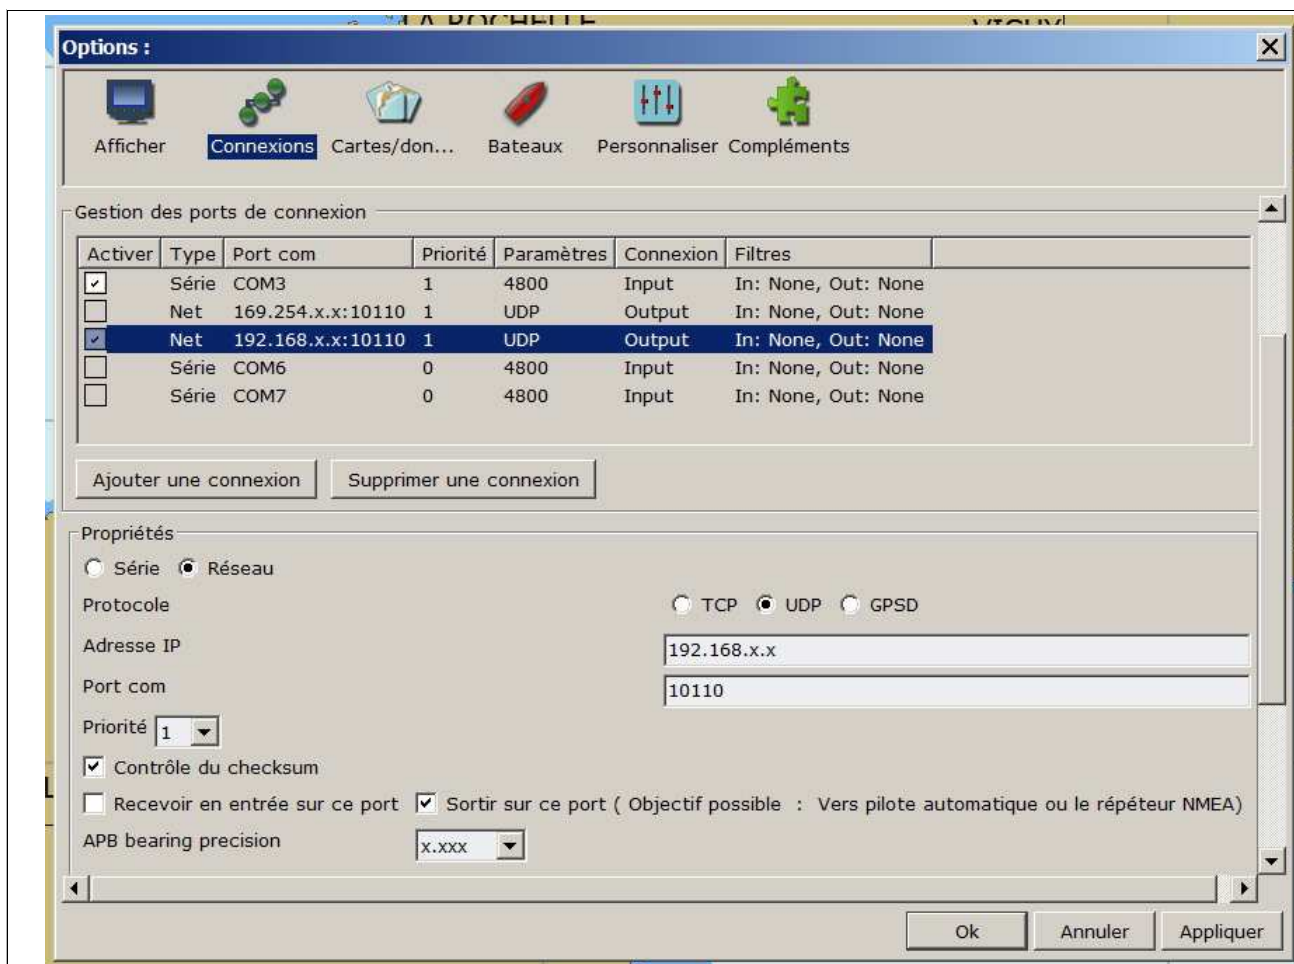 LA ROCHELLE VICHY
Options :
Afficher Connexions Cartes/don... Bateaux Personnaliser Compléments
Gestion des ports de connexion
Activer Type Port com Priorité Paramètres Connexion Filtres
Série COM3 1 4800 Input In: None, Out: None
Net 169.254.x.x:10110 1 UDP Output In: None, Out: None
Net 192.168.x.x:10110 1 UDP Output In: None, Out: None
Série COM6 0 4800 Input In: None, Out: None
Série COM7 0 4800 Input In: None, Out: None
Ajouter une connexion Supprimer une connexion
Propriétés
Série Réseau
Protocole TCP UDP GPSD
Adresse IP 192.168.x.x
Port com 10110
Priorité 1
Contrôle du checksum
Recevoir en entrée sur ce port Sortir sur ce port ( Objectif possible : Vers pilote automatique ou le répéteur NMEA)
APB bearing precision x.xxx
Ok Annuler Appliquer